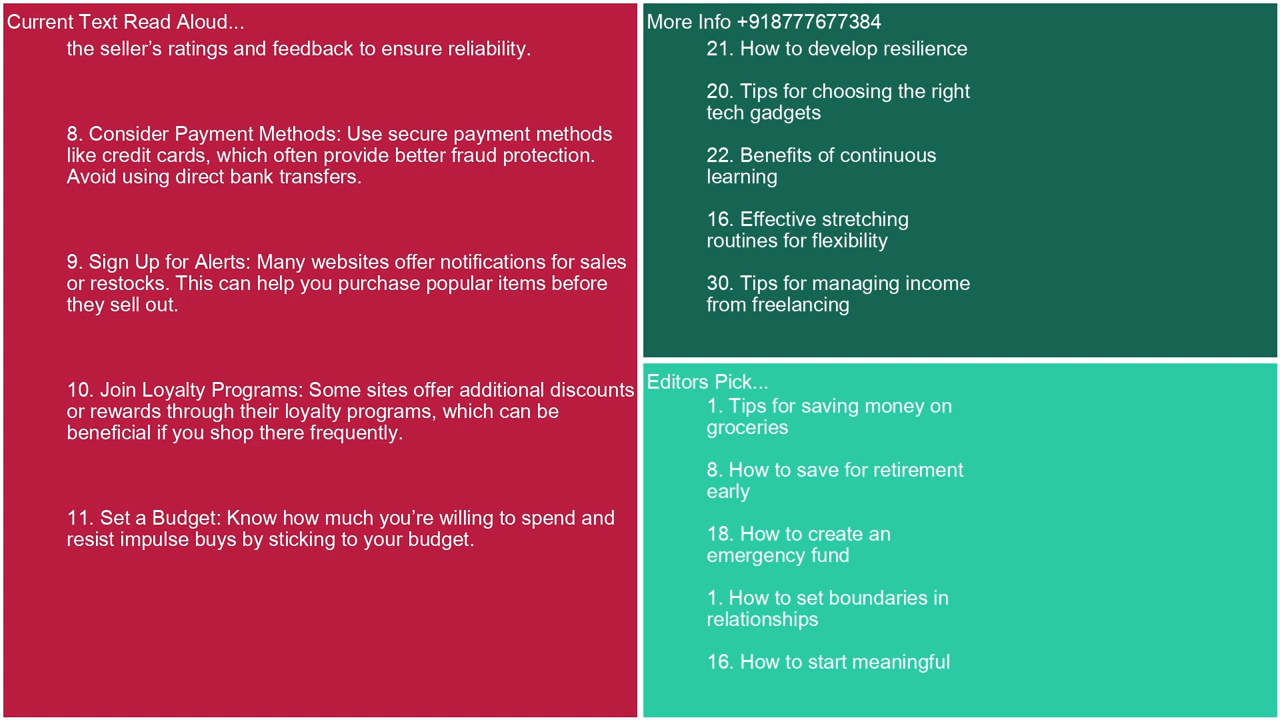 Current Text Read Aloud...
the seller’s ratings and feedback to ensure reliability.
8. Consider Payment Methods: Use secure payment methods
like credit cards, which often provide better fraud protection.
Avoid using direct bank transfers.
9. Sign Up for Alerts: Many websites offer notifications for sales
or restocks. This can help you purchase popular items before
they sell out.
10. Join Loyalty Programs: Some sites offer additional discounts
or rewards through their loyalty programs, which can be
beneficial if you shop there frequently.
11. Set a Budget: Know how much you’re willing to spend and
resist impulse buys by sticking to your budget.
More Info +918777677384
21. How to develop resilience
20. Tips for choosing the right
tech gadgets
22. Benefits of continuous
learning
16. Effective stretching
routines for flexibility
30. Tips for managing income
from freelancing
Editors Pick...
1. Tips for saving money on
groceries
8. How to save for retirement
early
18. How to create an
emergency fund
1. How to set boundaries in
relationships
16. How to start meaningful